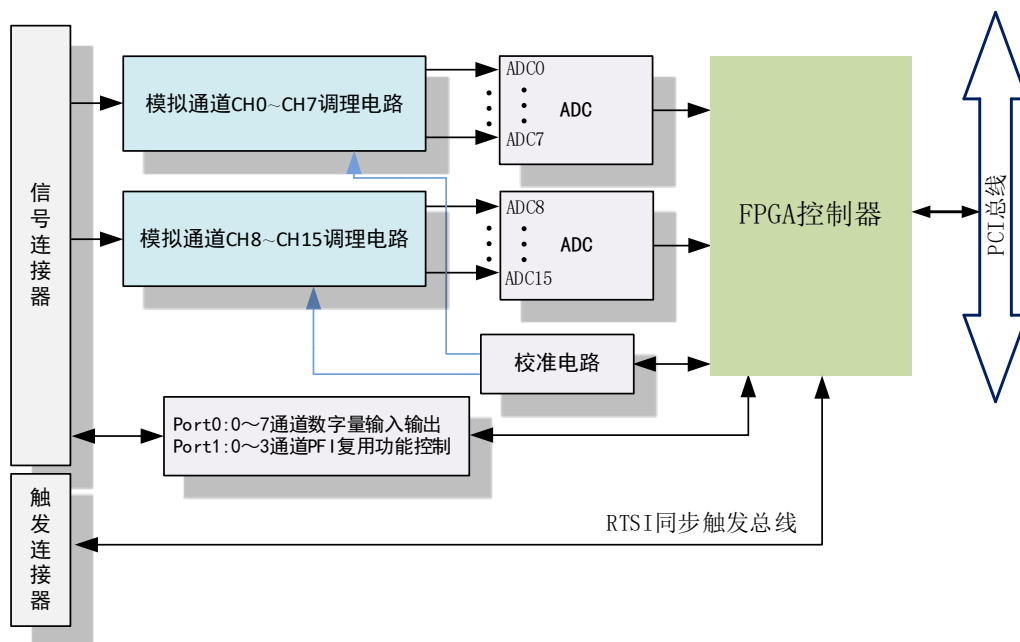 信号连接器
触发连接器
模拟通道CH0~CH7调理电路
ADC0
ADC7
ADC
模拟通道CH8~CH15调理电路
ADC8
ADC15
ADC
校准电路
Port0:0～7通道数字量输入输出
Port1:0～3通道PFI复用功能控制
FPGA控制器
PCI总线
RTSI同步触发总线